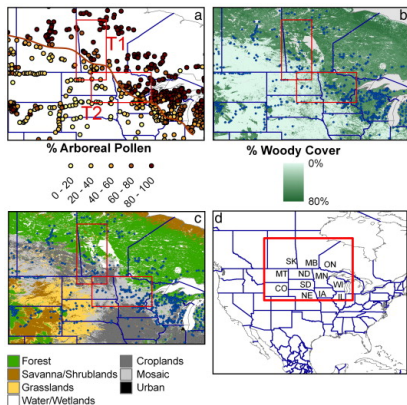 a
T1
T2
b
% Arboreal Pollen
0 - 20
20 - 40
40 - 60
60 - 80
80 - 100
% Woody Cover
0%
80%
c
d
SK
MB
ON
MT
ND
MN
SD
WI
CO
NE
IA
IL
Forest
Savanna/Shrublands
Grasslands
Water/Wetlands
Croplands
Mosaic
Urban